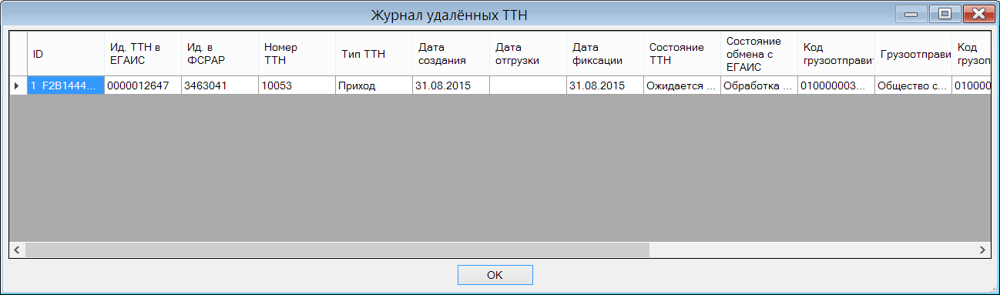 Журнал удалённых ТТН
ID
Ид. ТТН в
ЕГАИС
Ид. в
ФСРАР
Номер
ТТН
Тип ТТН
Дата
создания
Дата
отгрузки
Дата
фиксации
Состояние
ТТН
Состояние
обмена с
ЕГАИС
Код
грузоотправит
Грузоотправи
Код
грузоп
1 F2B1444... 0000012647 3463041 10053 Приход 31.08.2015 31.08.2015 Ожидается ... Обработка ... 010000003... Общество с... 010000
OK